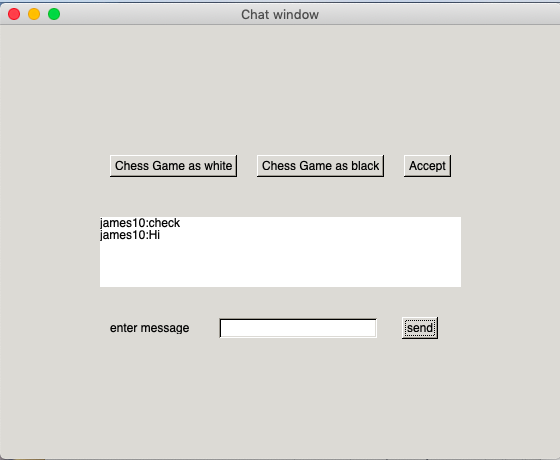 Chat window
Chess Game as white Chess Game as black Accept
james10:check
james10:Hi
enter message send